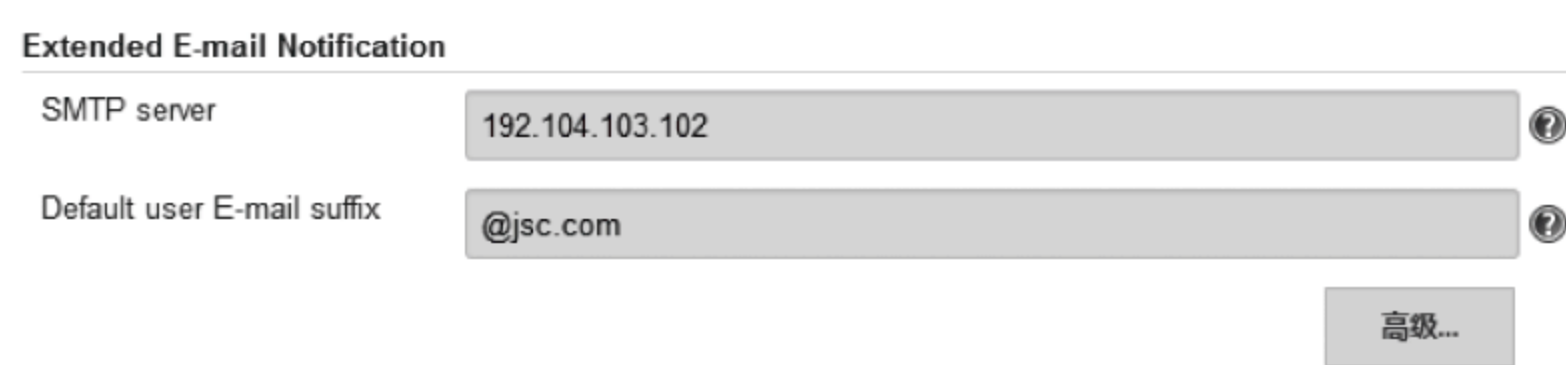 Extended E-mail Notification
SMTP server
192.104.103.102
Default user E-mail suffix
@jsc.com
高级...